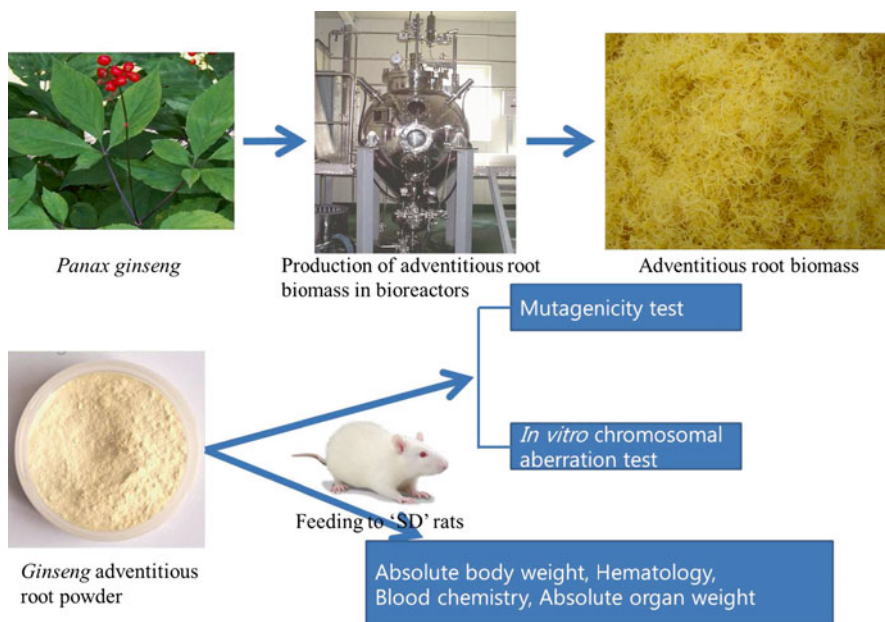 Panax ginseng
Production of adventitious root
biomass in bioreactors
Adventitious root biomass
Mutagenicity test
In vitro chromosomal
aberration test
Feeding to ‘SD’ rats
Ginseng adventitious
root powder
Absolute body weight, Hematology,
Blood chemistry, Absolute organ weight